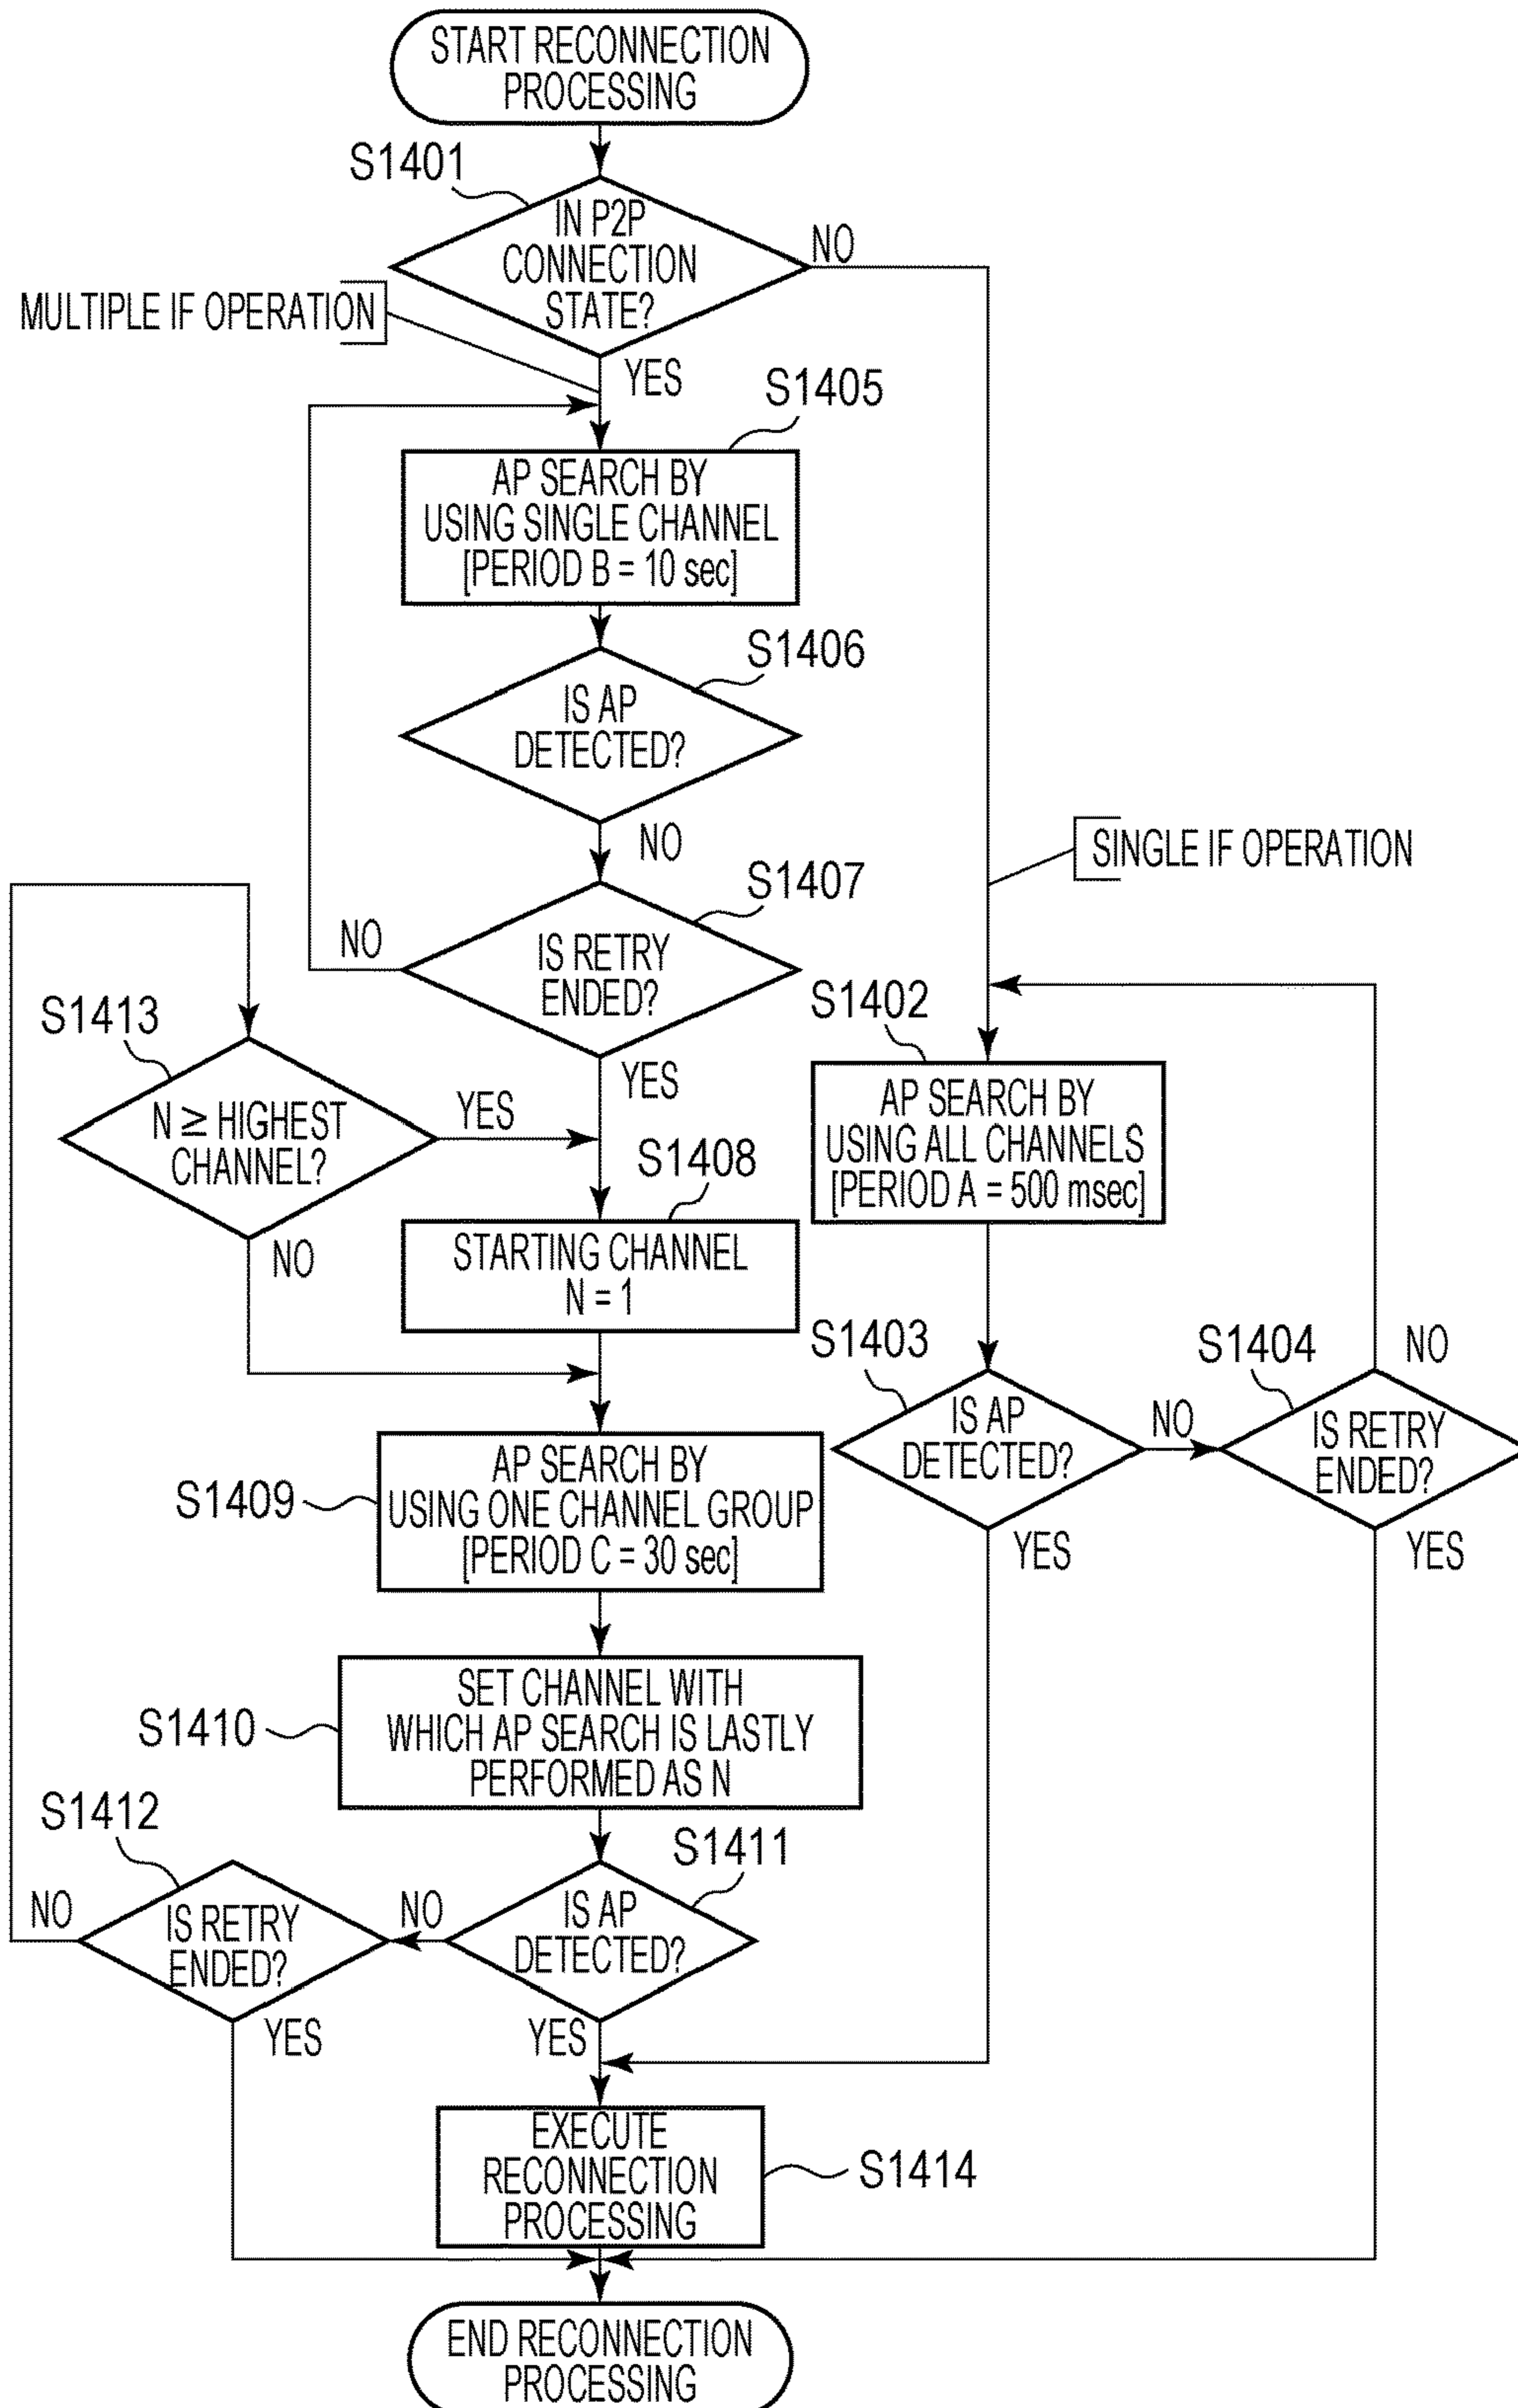 START RECONNECTION
PROCESSING
S1401
IN P2P
CONNECTION
STATE?
NO
MULTIPLE IF OPERATION
YES
S1405
AP SEARCH BY
USING SINGLE CHANNEL
[PERIOD B = 10 sec]
S1406
IS AP
DETECTED?
NO
SINGLE IF OPERATION
S1407
NO
IS RETRY
ENDED?
YES
S1413
N ≥ HIGHEST
CHANNEL?
YES
NO
S1402
AP SEARCH BY
USING ALL CHANNELS
[PERIOD A = 500 msec]
S1408
STARTING CHANNEL
N = 1
S1403
IS AP
DETECTED?
NO
YES
S1404
NO
IS RETRY
ENDED?
YES
S1409
AP SEARCH BY
USING ONE CHANNEL GROUP
[PERIOD C = 30 sec]
S1410
SET CHANNEL WITH
WHICH AP SEARCH IS LASTLY
PERFORMED AS N
S1412
NO
IS RETRY
ENDED?
YES
NO
S1411
IS AP
DETECTED?
YES
EXECUTE
RECONNECTION
PROCESSING
S1414
END RECONNECTION
PROCESSING